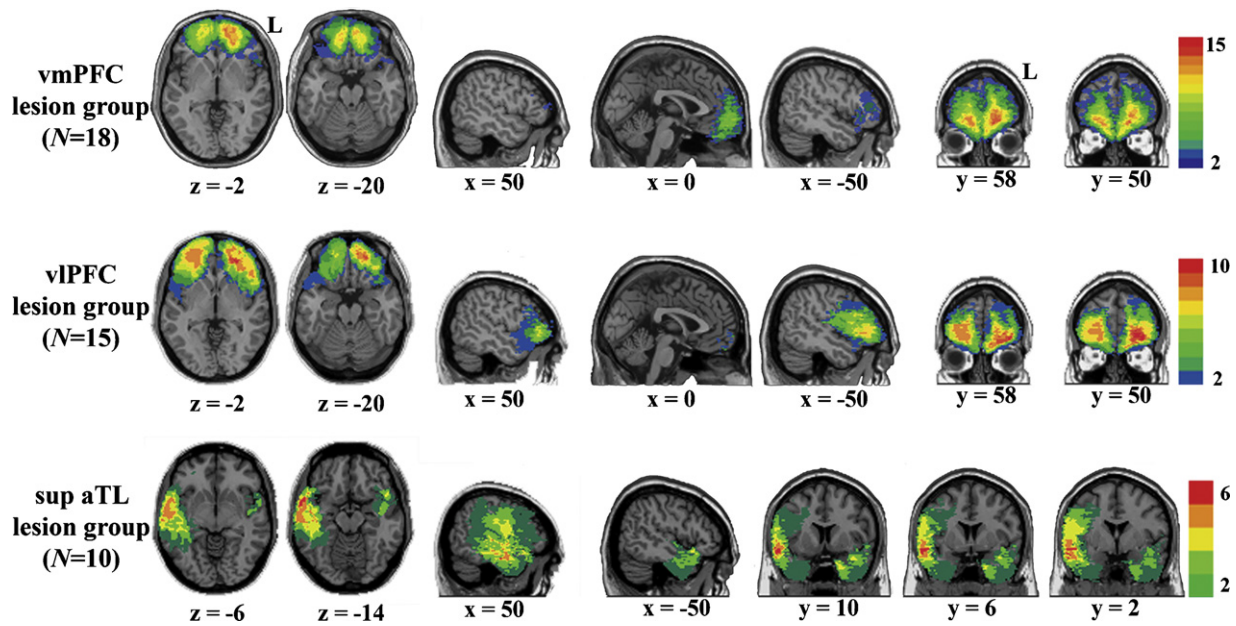 L
vmPFC
lesion group
(N=18)
z = -2
z = -20
x = 50
x = 0
x = -50
L
y = 58
y = 50
15
2
vlPFC
lesion group
(N=15)
z = -2
z = -20
x = 50
x = 0
x = -50
y = 58
y = 50
10
2
sup aTL
lesion group
(N=10)
z = -6
z = -14
x = 50
x = -50
y = 10
y = 6
y = 2
6
2